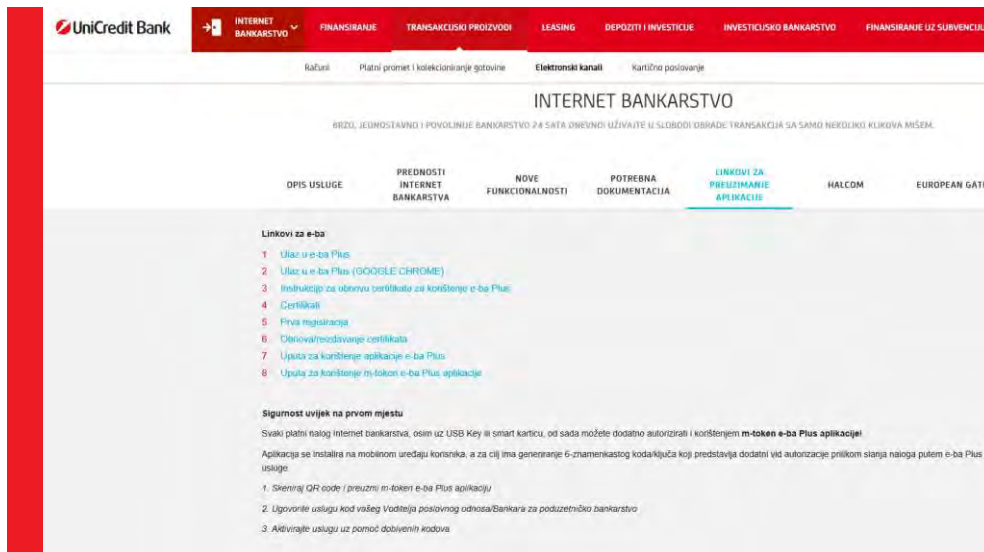 UniCredit Bank
INTERNET BANKARSTVO
FINANSIRANJE
TRANSAKCIJSKI PROIZVODI
LEASING
DEPOZITI I INVESTICIJE
INVESTICIJSKO BANKARSTVO
FINANSIRANJE UZ SUBVENCIJU
Računi
Platni promet i kolekcioniranje gotovine
Elektronski kanali
Kartično poslovanje
INTERNET BANKARSTVO
BRZO, JEDNOSTAVNO I POVOLJNIJE BANKARSTVO 24 SATA DNEVNO! UŽIVAJTE U SLOBODI OBRADE TRANSAKCIJA SA SAMO NEKOLIKO KLIKOVA MIŠEM.
OPIS USLUGE
PREDNOSTI INTERNET BANKARSTVA
NOVE FUNKCIONALNOSTI
POTREBNA DOKUMENTACIJA
LINKOVI ZA PREUZIMANJE APLIKACIJE
HALCOM
EUROPEAN GATE
Linkovi za e-ba
1 Ulaz u e-ba Plus
2 Ulaz u e-ba Plus (GOOGLE CHROME)
3 Instrukcije za obnovu certifikata za korištenje e-ba Plus
4 Certifikati
5 Prva registracija
6 Obnova/reizdavanje certifikata
7 Uputa za korištenje aplikacije e-ba Plus
8 Uputa za korištenje m-token e-ba Plus aplikacije
Sigurnost uvijek na prvom mjestu
Svaki platni nalog internet bankarstva, osim uz USB Key ili smart karticu, od sada možete dodatno autorizirati i korištenjem m-token e-ba Plus aplikacije!
Aplikacija se instalira na mobilnom uređaju korisnika, a za cilj ima generiranje 6-znamenkastog koda/ključa koji predstavlja dodatni vid autorizacije prilikom slanja naloga putem e-ba Plus
usluge.
1. Skeniraj QR code i preuzmi m-token e-ba Plus aplikaciju
2. Ugovorite uslugu kod vašeg Voditelja poslovnog odnosa/Bankara za poduzetničko bankarstvo
3. Aktivirajte uslugu uz pomoć dobivenih kodova